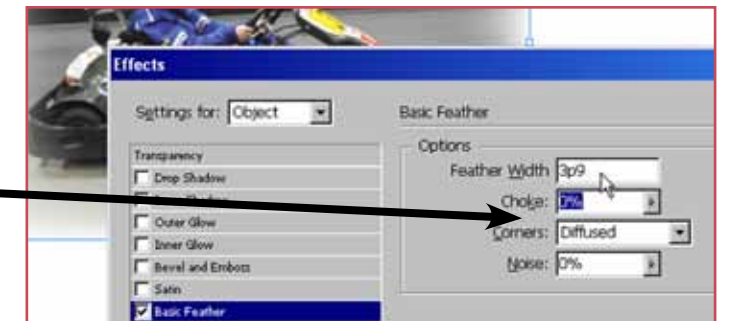 Effects
Settings for: Object
Transparency
Drop Shadow
Outer Glow
Inner Glow
Bevel and Emboss
Satin
Basic Feather
Basic Feather
Options
Feather Width 3p9
Choke: 0%
Corners: Diffused
Noise: 0%